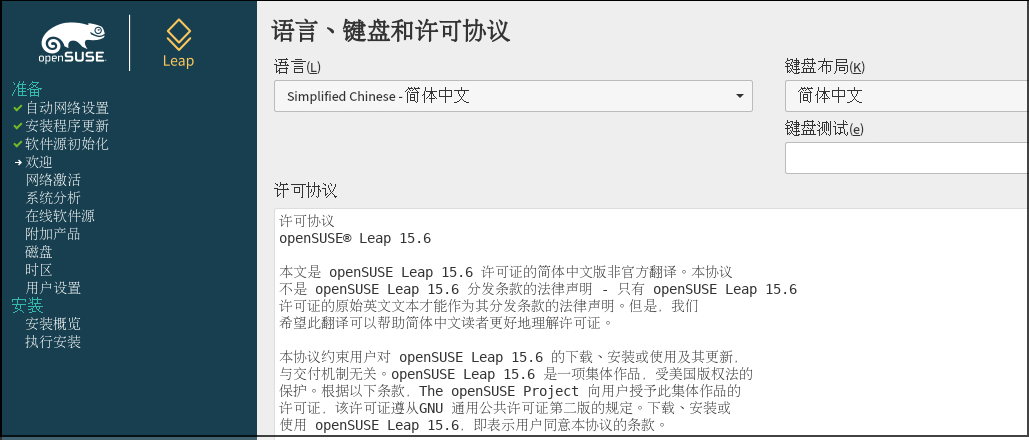 openSUSE
Leap
准备
自动网络设置
安装程序更新
软件源初始化
欢迎
网络激活
系统分析
在线软件源
附加产品
磁盘
时区
用户设置
安装
安装概览
执行安装
语言、键盘和许可协议
语言(L)
键盘布局(K)
Simplified Chinese - 简体中文
简体中文
键盘测试(e)
许可协议
许可协议
openSUSE® Leap 15.6
本文是 openSUSE Leap 15.6 许可证的简体中文版非官方翻译。本协议
不是 openSUSE Leap 15.6 分发条款的法律声明 - 只有 openSUSE Leap 15.6
许可证的原始英文文本才能作为其分发条款的法律声明。但是，我们
希望此翻译可以帮助简体中文读者更好地理解许可证。
本协议约束用户对 openSUSE Leap 15.6 的下载、安装或使用及其更新，
与交付机制无关。openSUSE Leap 15.6 是一项集体作品，受美国版权法的
保护。根据以下条款，The openSUSE Project 向用户授予此集体作品的
许可证，该许可证遵从GNU 通用公共许可证第二版的规定。下载、安装或
使用 openSUSE Leap 15.6，即表示用户同意本协议的条款。